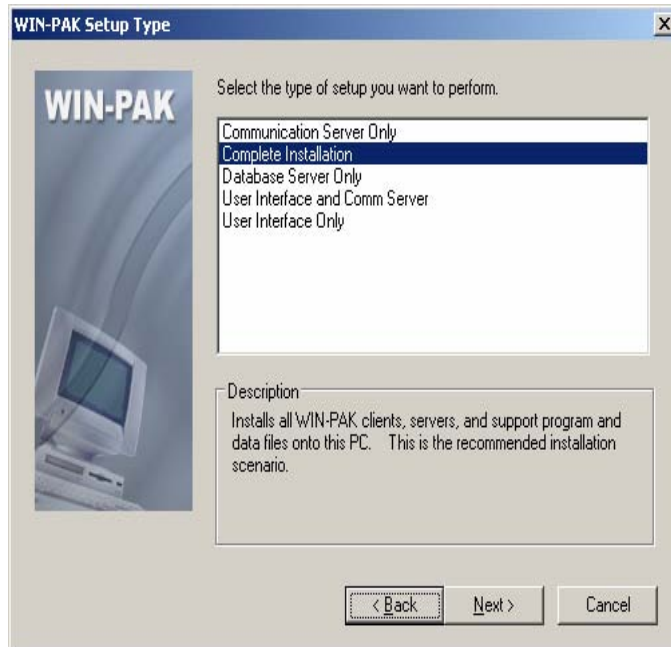 WIN-PAK Setup Type
X
WIN-PAK
Select the type of setup you want to perform.
Communication Server Only
Complete Installation
Database Server Only
User Interface and Comm Server
User Interface Only
Description
Installs all WIN-PAK clients, servers, and support program and
data files onto this PC. This is the recommended installation
scenario.
< Back
Next >
Cancel